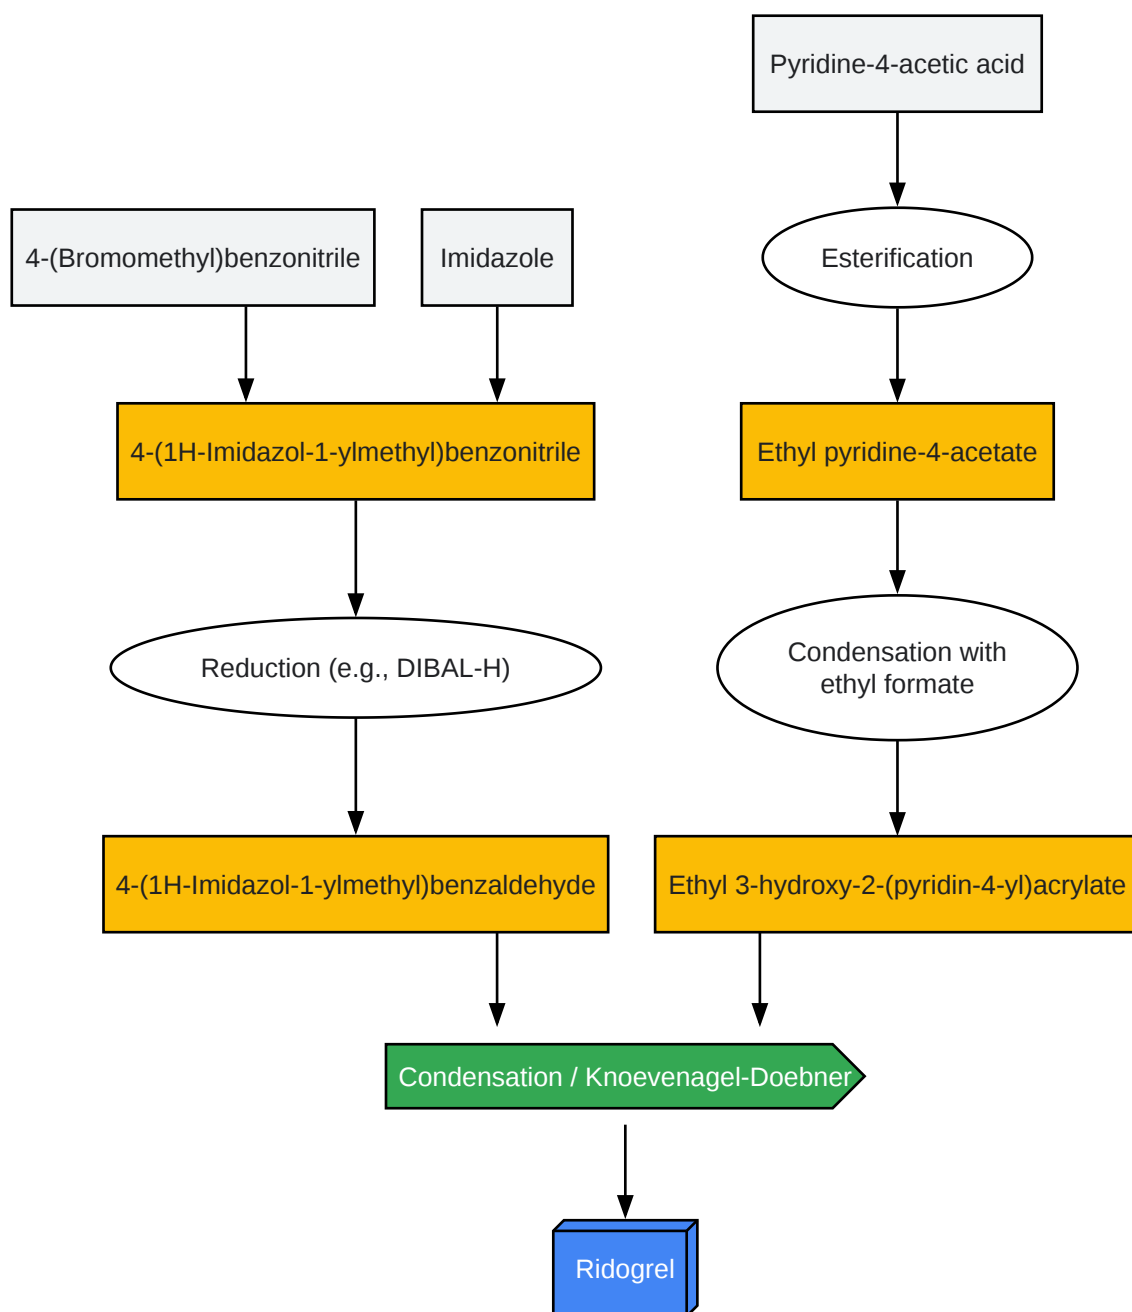 Pyridine-4-acetic acid
4-(Bromomethyl)benzonitrile
Imidazole
Esterification
4-(1H-Imidazol-1-ylmethyl)benzonitrile
Ethyl pyridine-4-acetate
Reduction (e.g., DIBAL-H)
Condensation with
ethyl formate
4-(1H-Imidazol-1-ylmethyl)benzaldehyde
Ethyl 3-hydroxy-2-(pyridin-4-yl)acrylate
Condensation / Knoevenagel-Doebner
Ridogrel